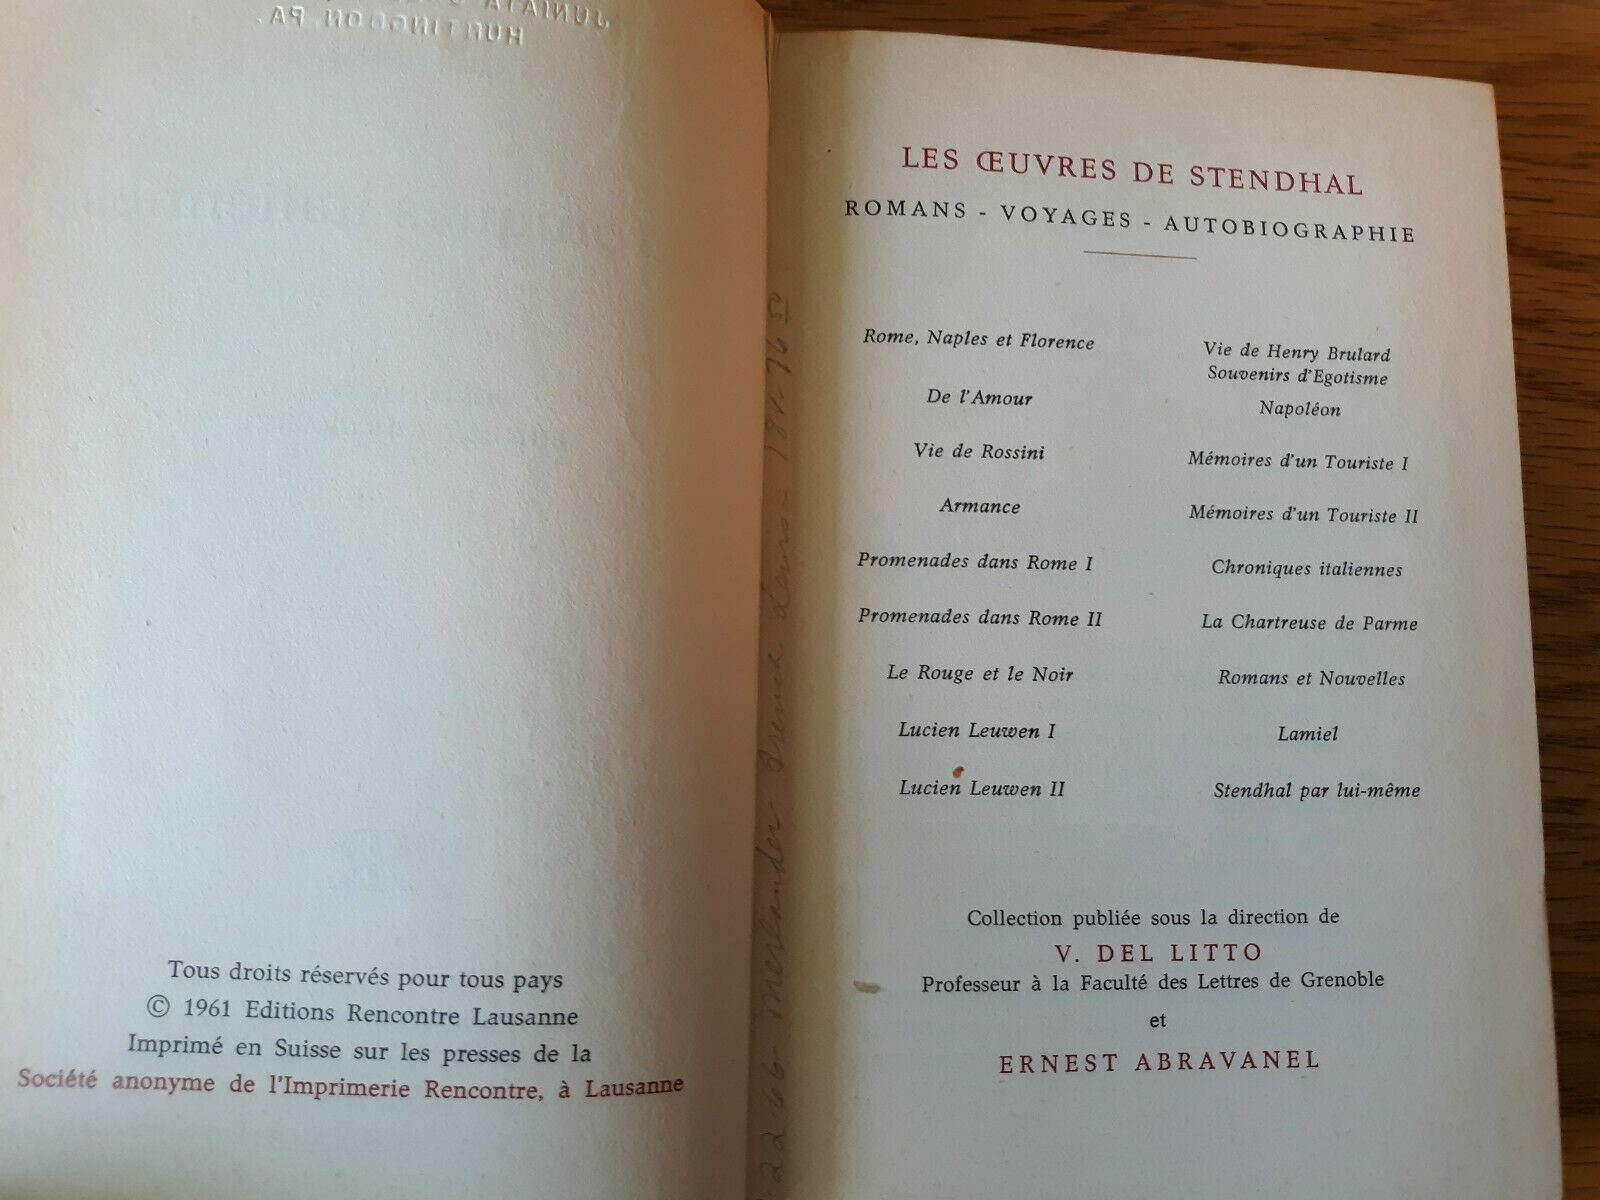 JUNIATA
HUNTINGDON PA.
Tous droits réservés pour tous pays
© 1961 Editions Rencontre Lausanne
Imprimé en Suisse sur les presses de la
Société anonyme de l'Imprimerie Rencontre, à Lausanne
LES ŒUVRES DE STENDHAL
ROMANS - VOYAGES - AUTOBIOGRAPHIE
Rome, Naples et Florence
De l'Amour
Vie de Rossini
Armance
Promenades dans Rome I
Promenades dans Rome II
Le Rouge et le Noir
Lucien Leuwen I
Lucien Leuwen II
Vie de Henry Brulard
Souvenirs d'Egotisme
Napoléon
Mémoires d'un Touriste I
Mémoires d'un Touriste II
Chroniques italiennes
La Chartreuse de Parme
Romans et Nouvelles
Lamiel
Stendhal par lui-même
Collection publiée sous la direction de
V. DEL LITTO
Professeur à la Faculté des Lettres de Grenoble
et
ERNEST ABRAVANEL